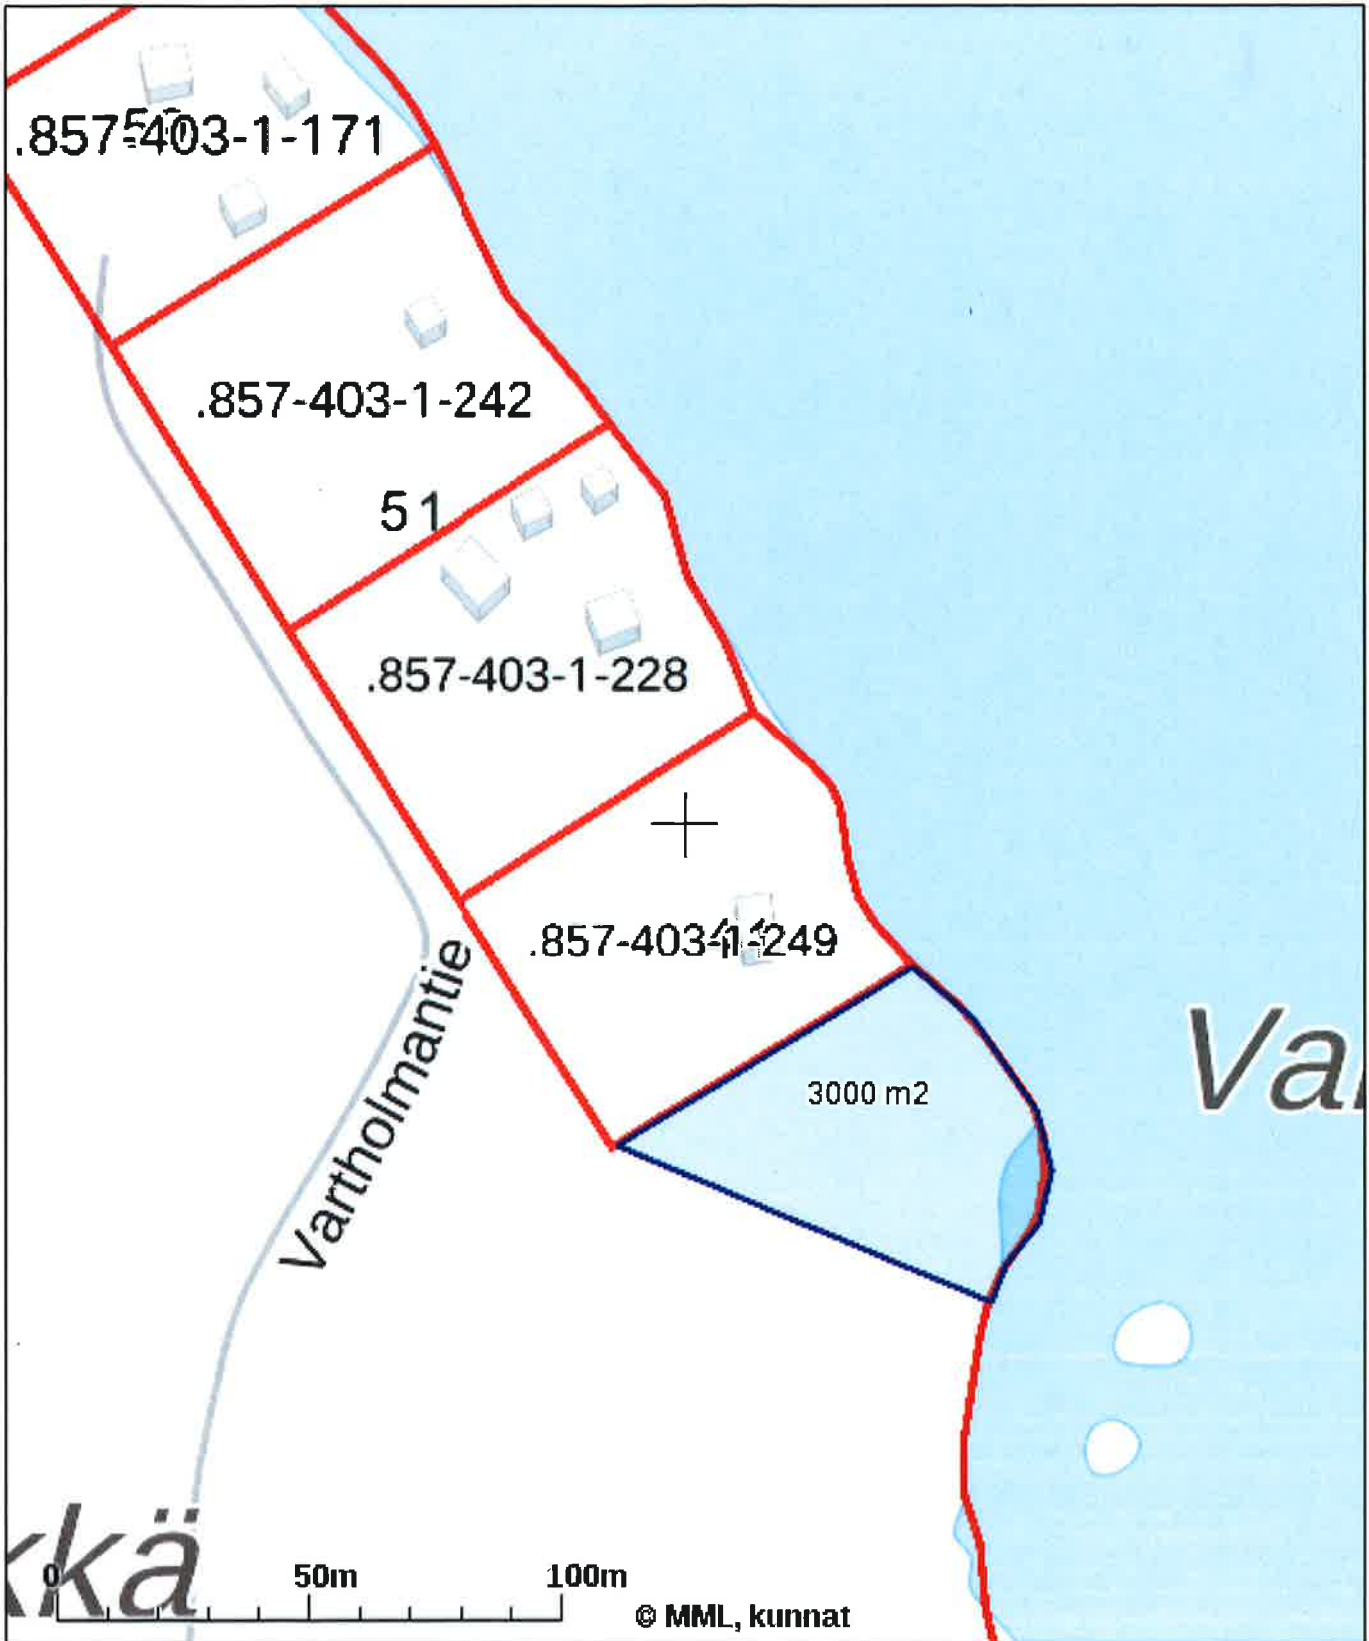 .857-403-1-171
.857-403-1-242
51
.857-403-1-228
.857-403-1-249
3000 m2
Va
Vartholmantie
kkä
0 50m 100m
© MML, kunnat